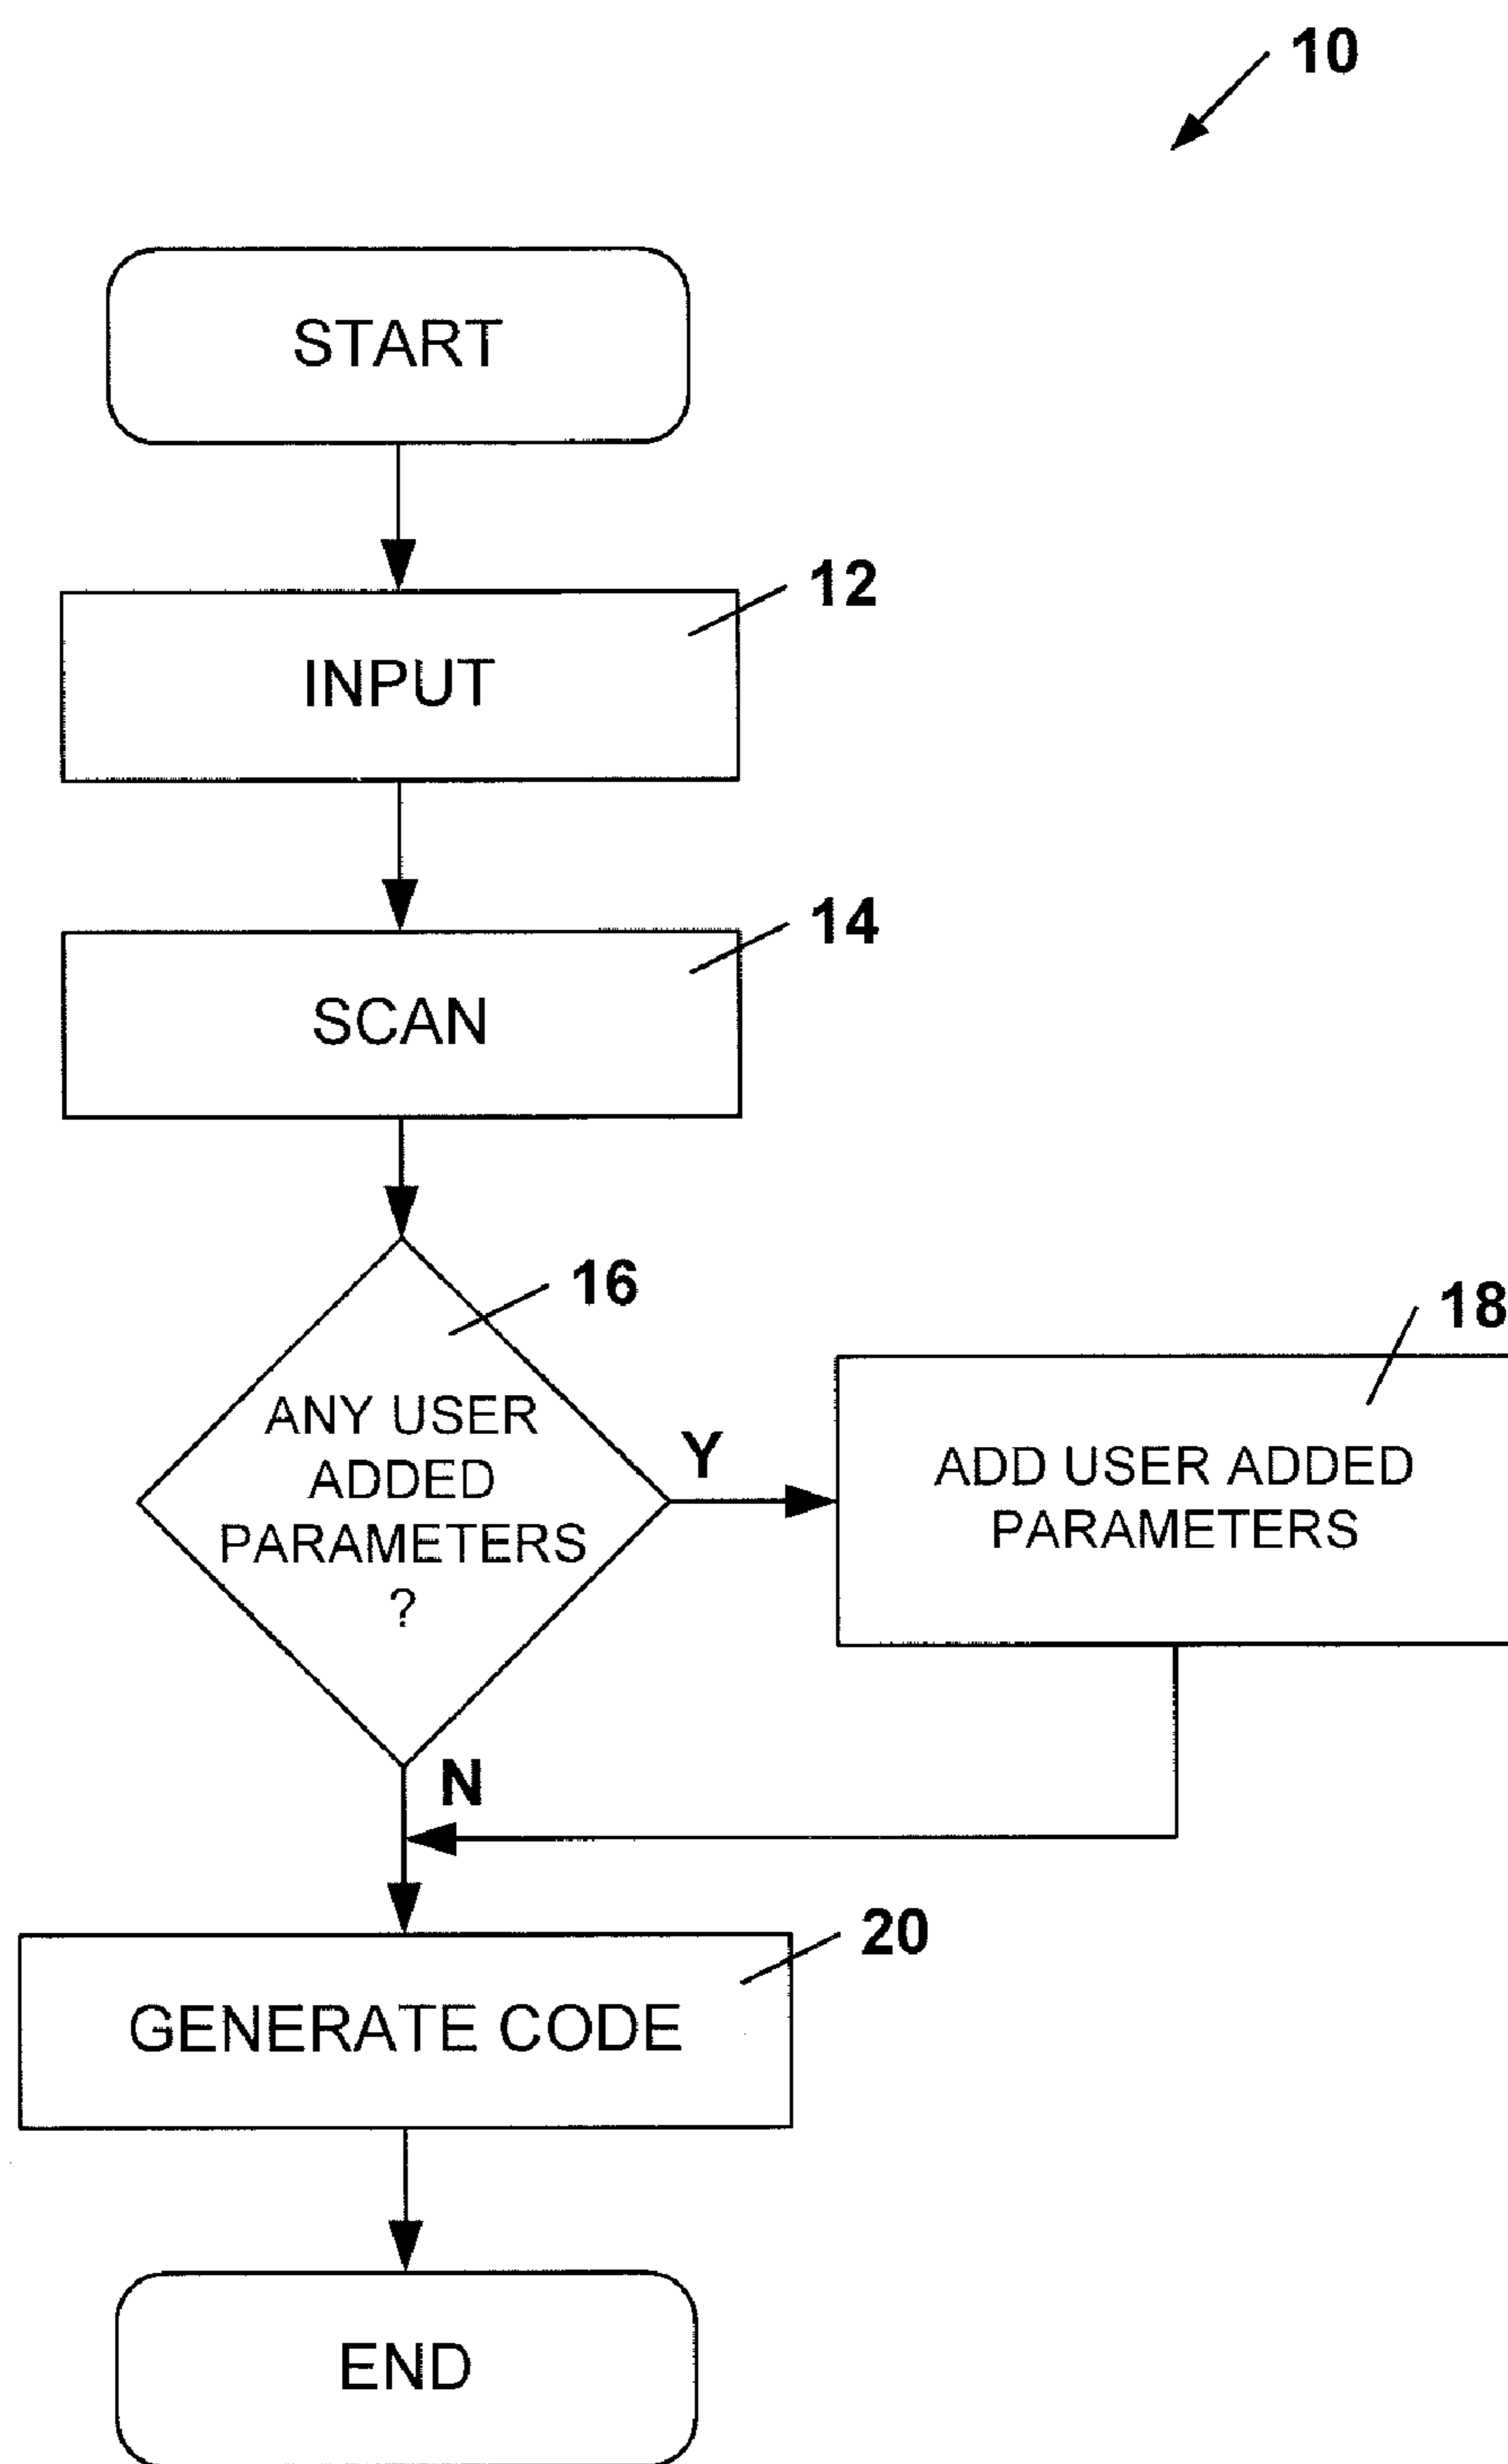 10
START
12
INPUT
14
SCAN
16
ANY USER
ADDED
PARAMETERS
?
Y
18
ADD USER ADDED
PARAMETERS
N
20
GENERATE CODE
END